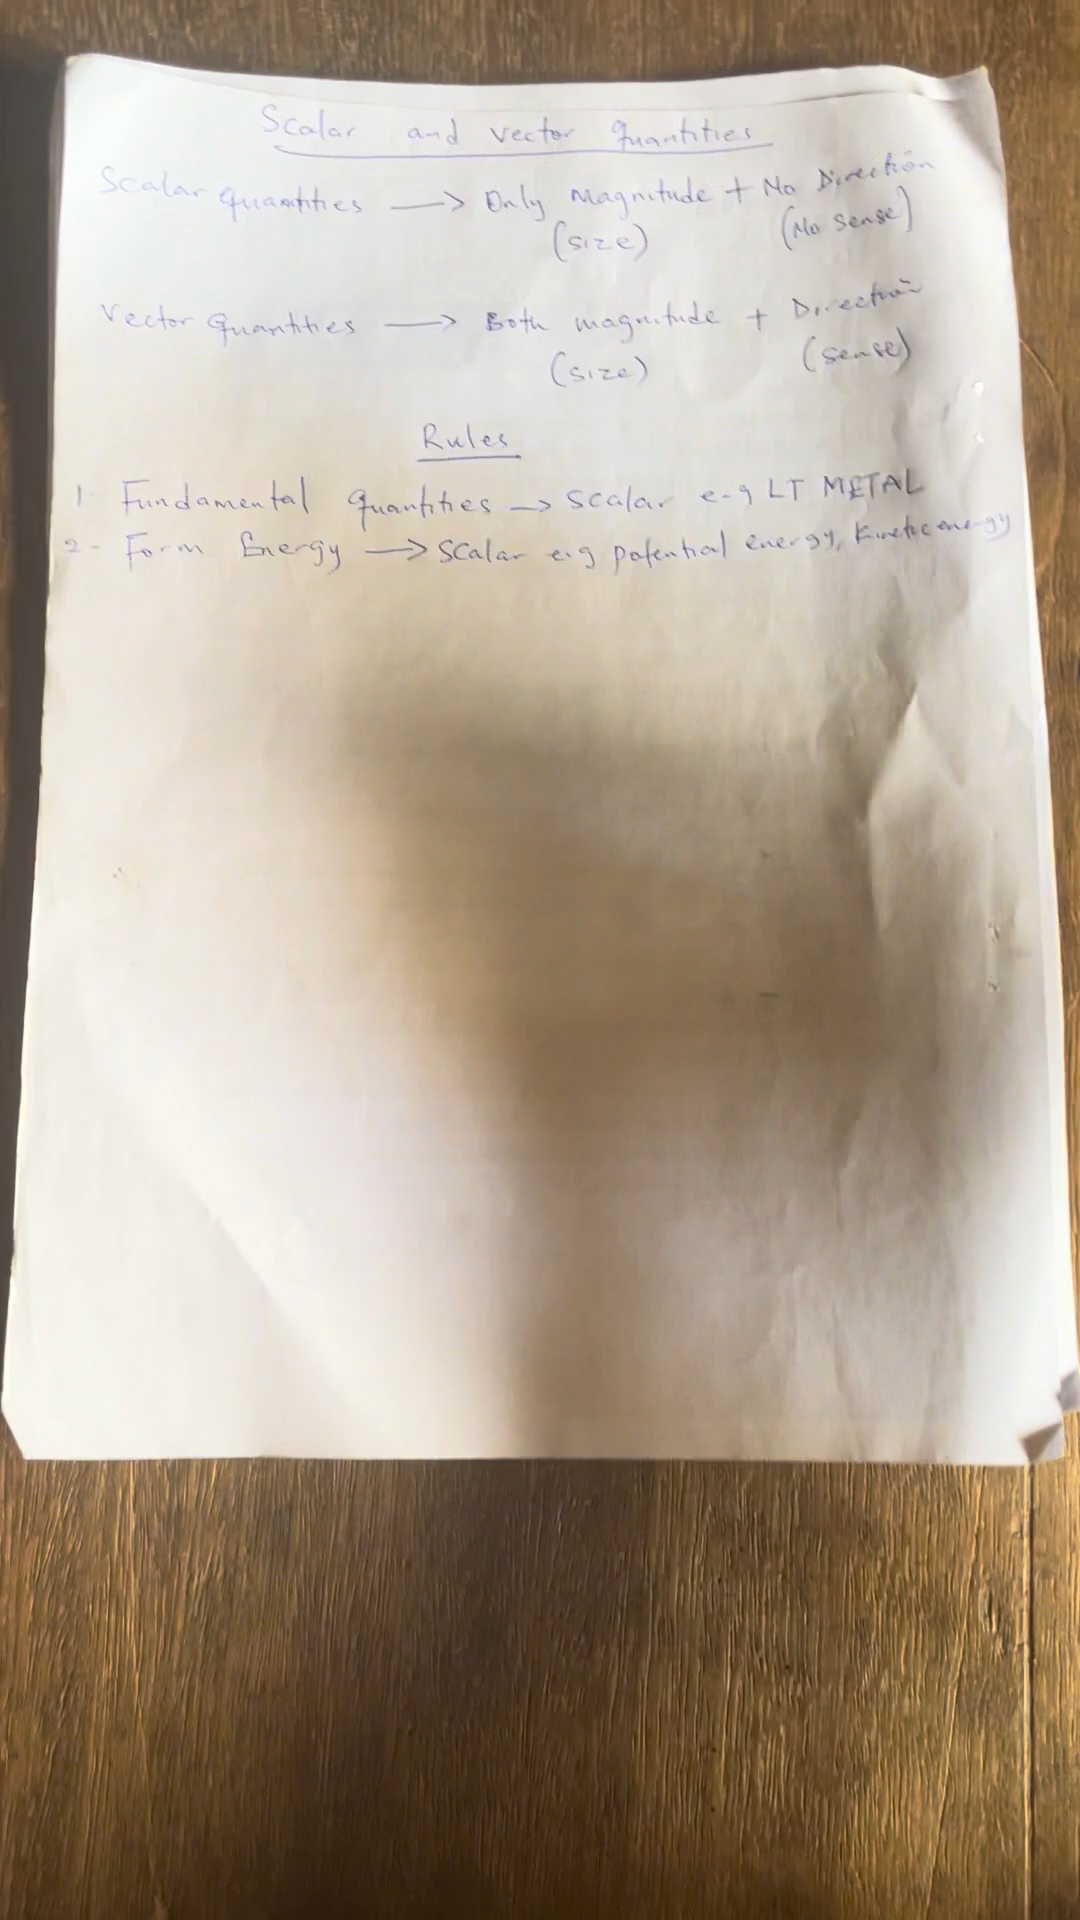 Scalar and vector Quantities
Scalar Quantities → Only magnitude + No Direction
(size) (No sense)
Vector Quantities → Both magnitude + Direction
(size) (sense)
Rules
1. Fundamental Quantities → Scalar e-g LT METAL
2- Form Energy → Scalar e.g potential energy, Kinetic energy